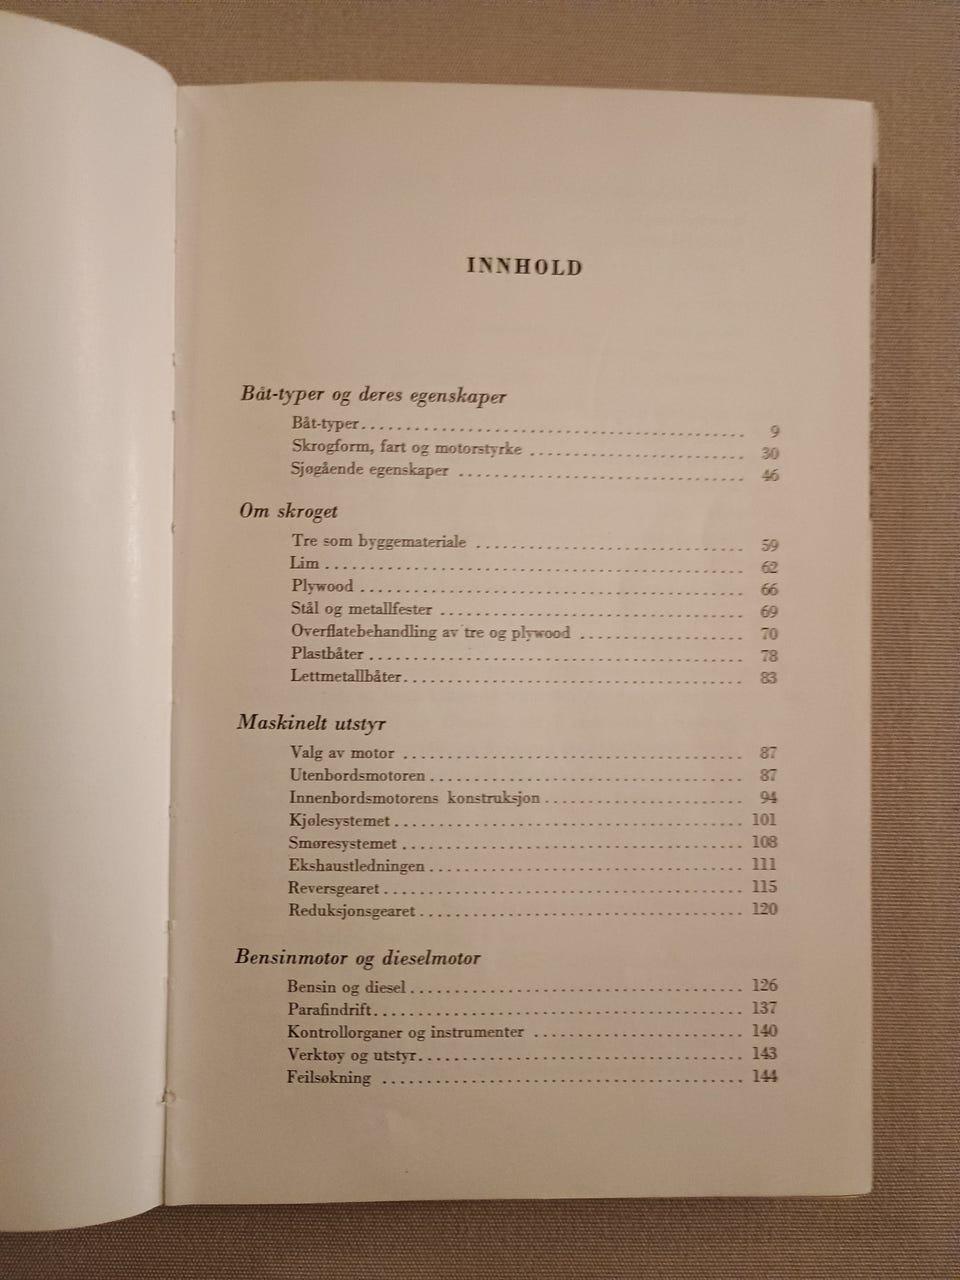 INNHOLD
Båt-typer og deres egenskaper
Båt-typer 9
Skrogform, fart og motorstyrke 30
Sjøgående egenskaper 46
Om skroget
Tre som byggemateriale 59
Lim 62
Plywood 66
Stål og metallfester 69
Overflatebehandling av tre og plywood 70
Plastbåter 78
Lettmetallbåter 83
Maskinelt utstyr
Valg av motor 87
Utenbordsmotoren 87
Innenbordsmotorens konstruksjon 94
Kjølesystemet 101
Smøresystemet 108
Ekshaustledningen 111
Reversgearet 115
Reduksjonsgearet 120
Bensinmotor og dieselmotor
Bensin og diesel 126
Parafindrift 137
Kontrollorganer og instrumenter 140
Verktøy og utstyr 143
Feilsøkning 144